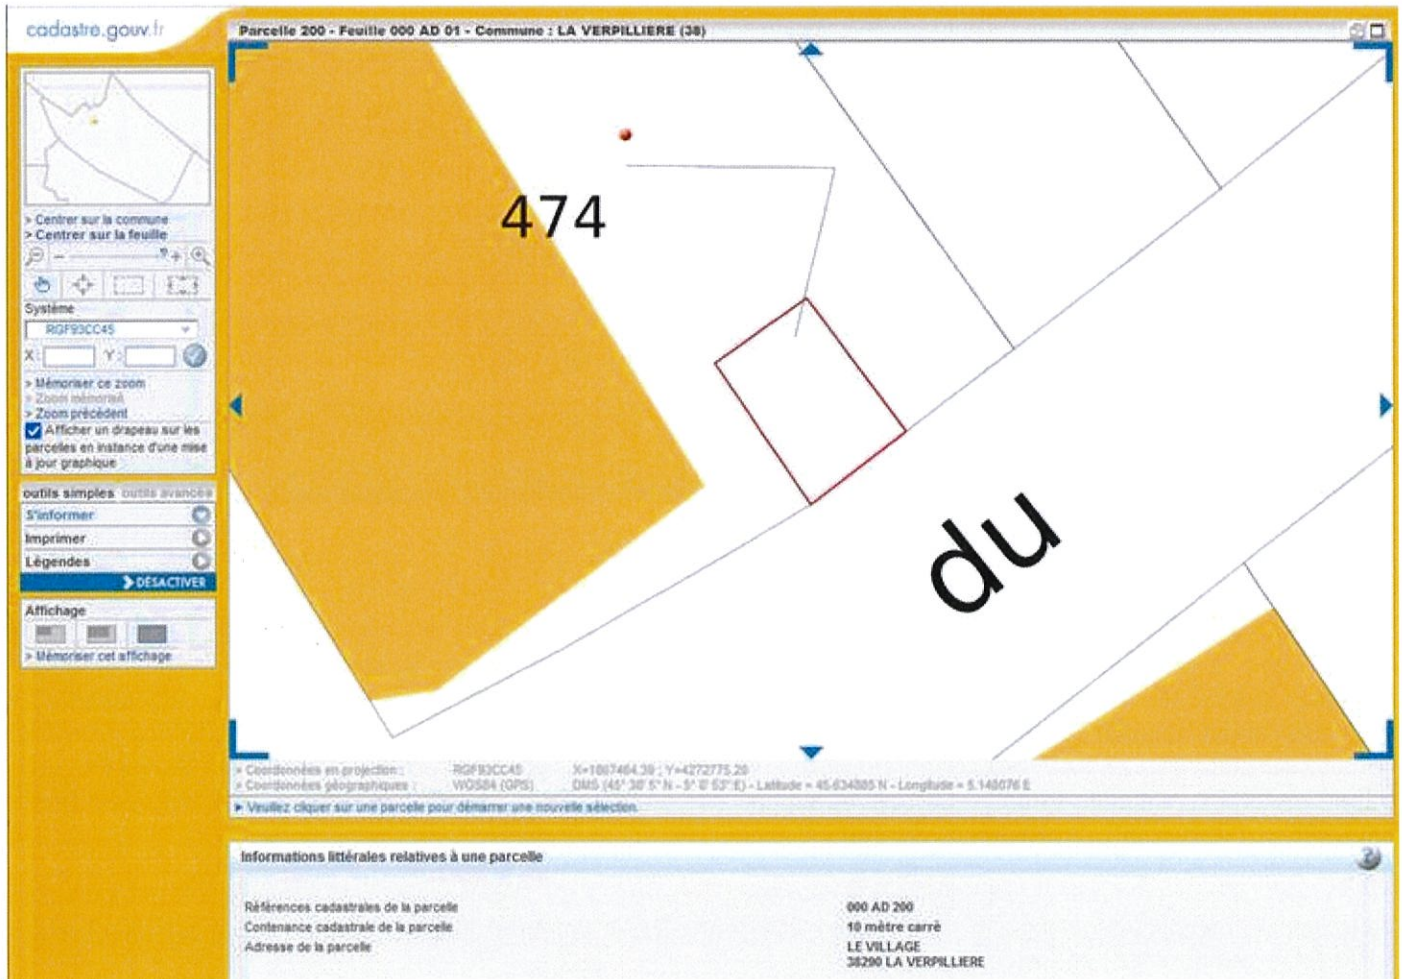 cadastre.gouv.fr
Parcelle 200 - Feuille 000 AD 01 - Commune : LA VERPILLIERE (38)
> Centrer sur la commune
> Centrer sur la feuille
Système
RGF93CC45
X : Y :
> Mémoriser ce zoom
> Zoom mémorisé
> Zoom précédent
Afficher un drapeau sur les
parcelles en instance d'une mise
à jour graphique
outils simples outils avancés
S'informer
Imprimer
Légendes
DÉSACTIVER
Affichage
> Mémoriser cet affichage
474
du
> Coordonnées en projection : RGF93CC45
> Coordonnées géographiques : WGS84 (GPS)
Veuillez cliquer sur une parcelle pour démarrer une nouvelle sélection.
Informations littérales relatives à une parcelle
Références cadastrales de la parcelle 000 AD 200
Contenance cadastrale de la parcelle 10 mètre carré
Adresse de la parcelle LE VILLAGE
38290 LA VERPILLIERE